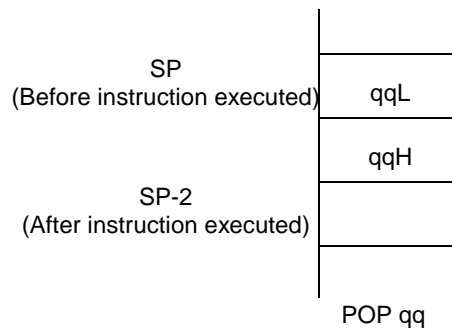 SP
(Before instruction executed)
qqL
qqH
SP-2
(After instruction executed)
POP qq